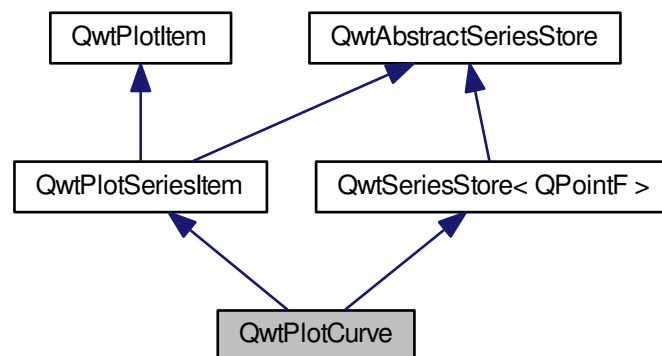 QwtPlotItem
QwtAbstractSeriesStore
QwtPlotSeriesItem
QwtSeriesStore< QPointF >
QwtPlotCurve